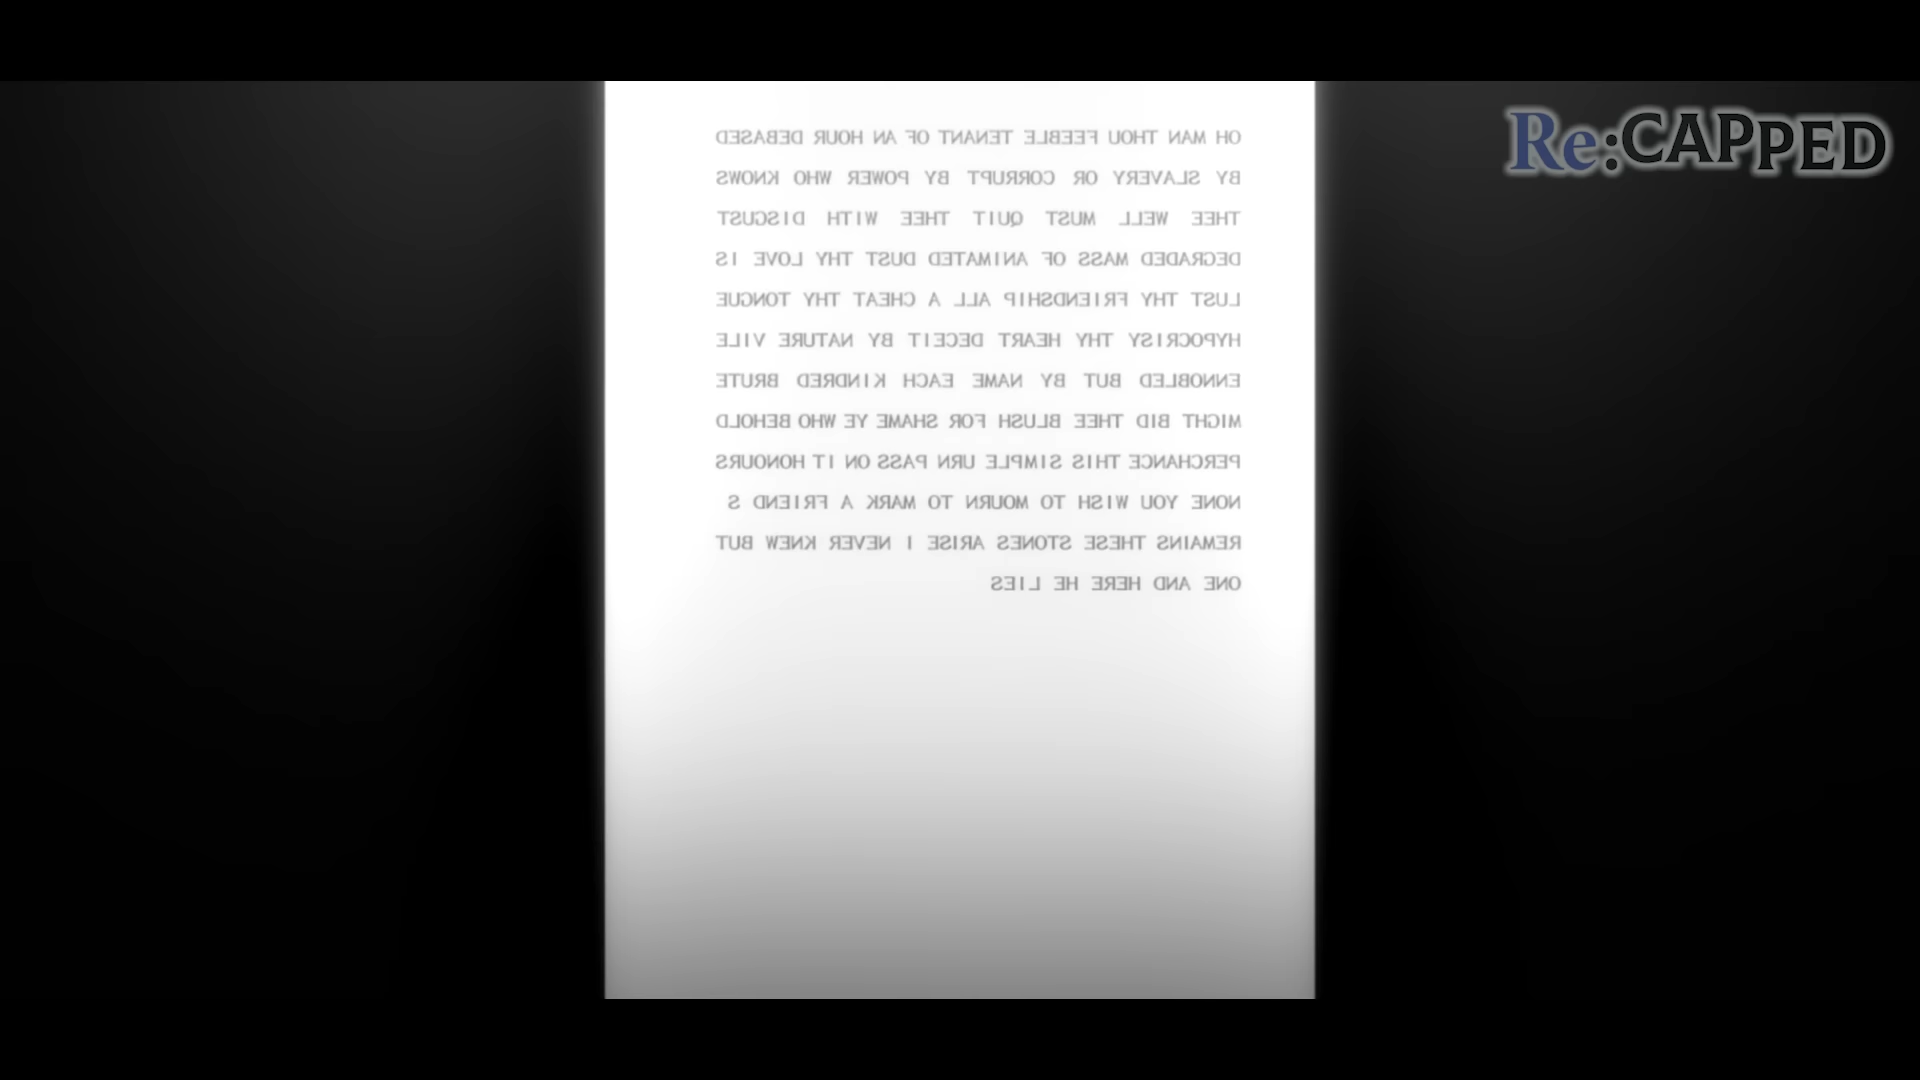 Re:CAPPED
OH MAN THOU FEEBLE TENANT OF AN HOUR DEBASED
BY SLAVERY OR CORRUPT BY POWER WHO KNOWS
THEE WELL MUST QUIT THEE WITH DISGUST
DEGRADED MASS OF ANIMATED DUST THY LOVE IS
LUST THY FRIENDSHIP ALL A CHEAT THY TONGUE
HYPOCRISY THY HEART DECEIT BY NATURE VILE
ENNOBLED BUT BY NAME EACH KINDRED BRUTE
MIGHT BID THEE BLUSH FOR SHAME YE WHO BEHOLD
PERCHANCE THIS SIMPLE URN PASS ON IT HONOURS
NONE YOU WISH TO MOURN TO MARK A FRIEND S
REMAINS THESE STONES ARISE I NEVER KNEW BUT
ONE AND HERE HE LIES